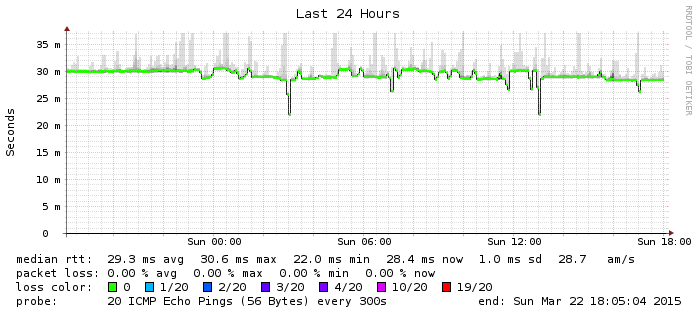 Last 24 Hours
RRDTOOL / TOBI OETIKER
Seconds
35 m
30 m
25 m
20 m
15 m
10 m
5 m
0
Sun 00:00 Sun 06:00 Sun 12:00 Sun 18:00
median rtt: 29.3 ms avg 30.6 ms max 22.0 ms min 28.4 ms now 1.0 ms sd 28.7 am/s
packet loss: 0.00 % avg 0.00 % max 0.00 % min 0.00 % now
loss color: 0 1/20 2/20 3/20 4/20 10/20 19/20
probe: 20 ICMP Echo Pings (56 Bytes) every 300s end: Sun Mar 22 18:05:04 2015